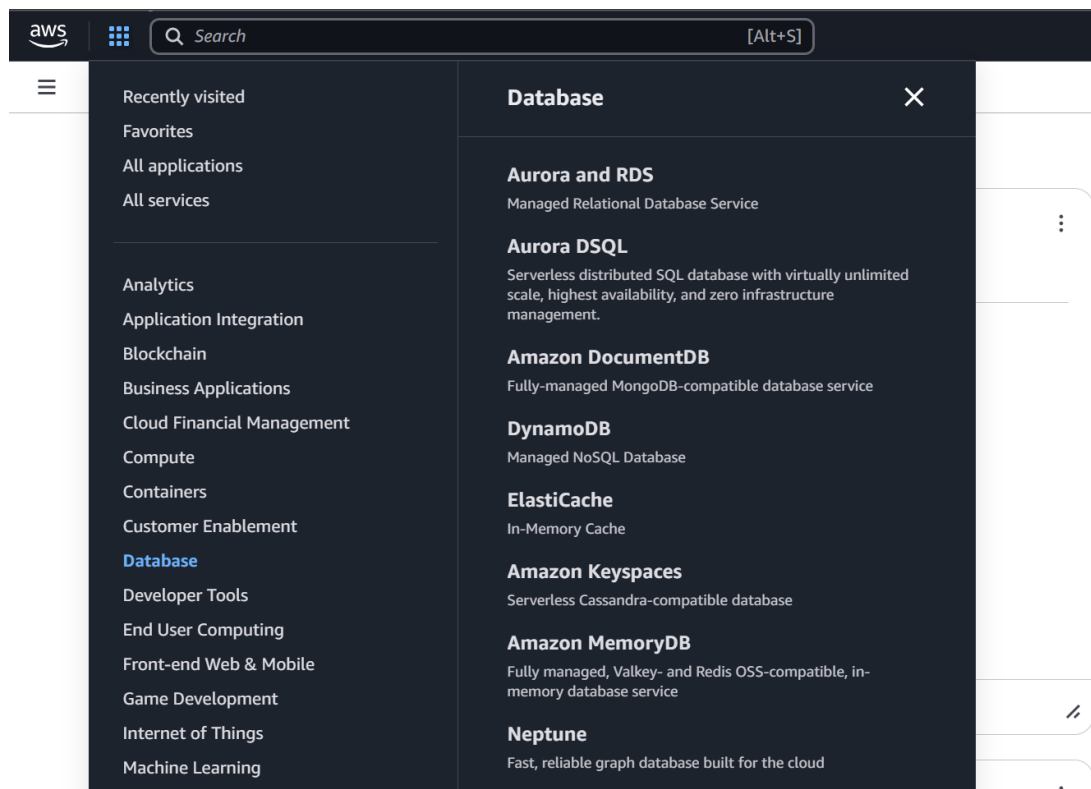 aws
Search [Alt+S]
Recently visited
Favorites
All applications
All services
Analytics
Application Integration
Blockchain
Business Applications
Cloud Financial Management
Compute
Containers
Customer Enablement
Database
Developer Tools
End User Computing
Front-end Web & Mobile
Game Development
Internet of Things
Machine Learning
Database
Aurora and RDS
Managed Relational Database Service
Aurora DSQL
Serverless distributed SQL database with virtually unlimited
scale, highest availability, and zero infrastructure
management.
Amazon DocumentDB
Fully-managed MongoDB-compatible database service
DynamoDB
Managed NoSQL Database
ElastiCache
In-Memory Cache
Amazon Keyspaces
Serverless Cassandra-compatible database
Amazon MemoryDB
Fully managed, Valkey- and Redis OSS-compatible, in-
memory database service
Neptune
Fast, reliable graph database built for the cloud